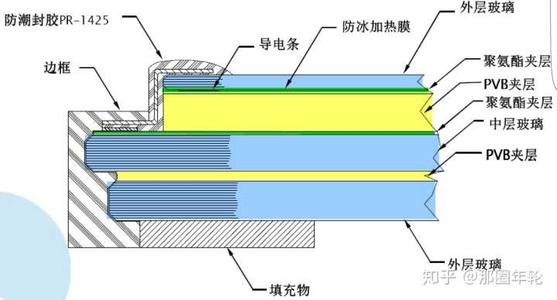 外层玻璃
防潮封胶PR-1425
导电条
防冰加热膜
边框
聚氨酯夹层
PVB夹层
聚氨酯夹层
中层玻璃
PVB夹层
外层玻璃
填充物
知乎 @那圈年轮